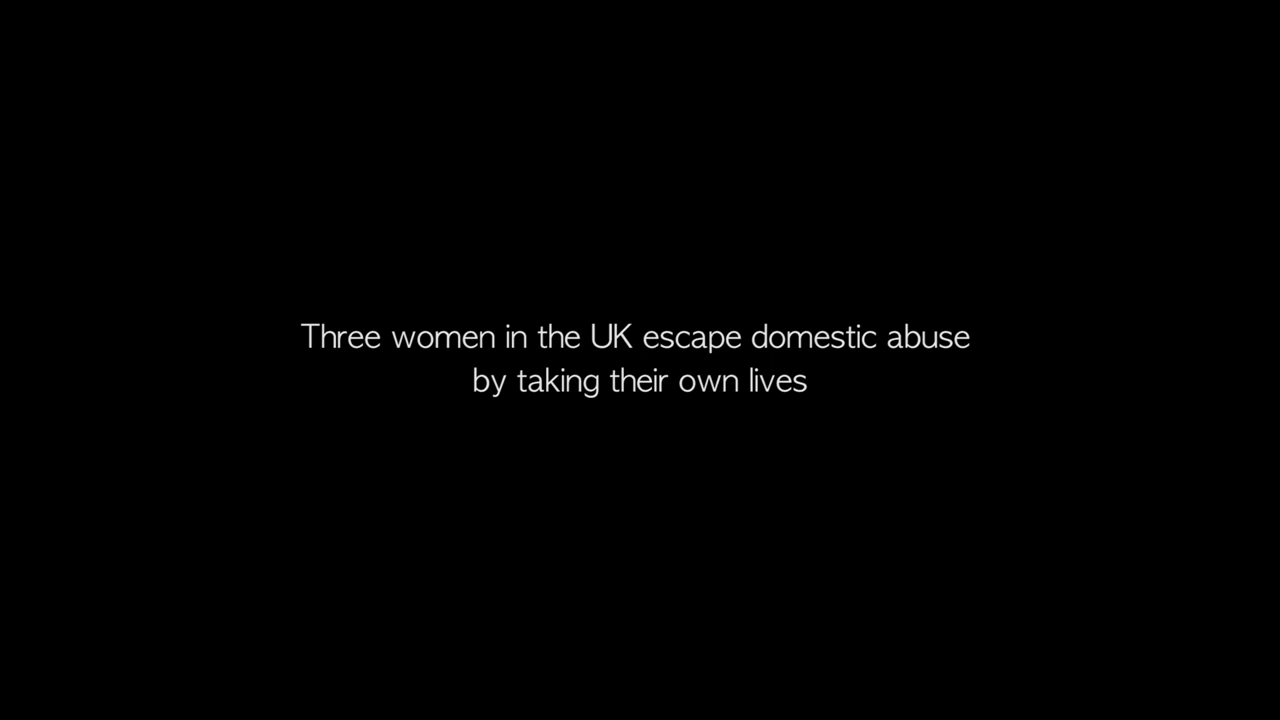 Three women in the UK escape domestic abuse
by taking their own lives